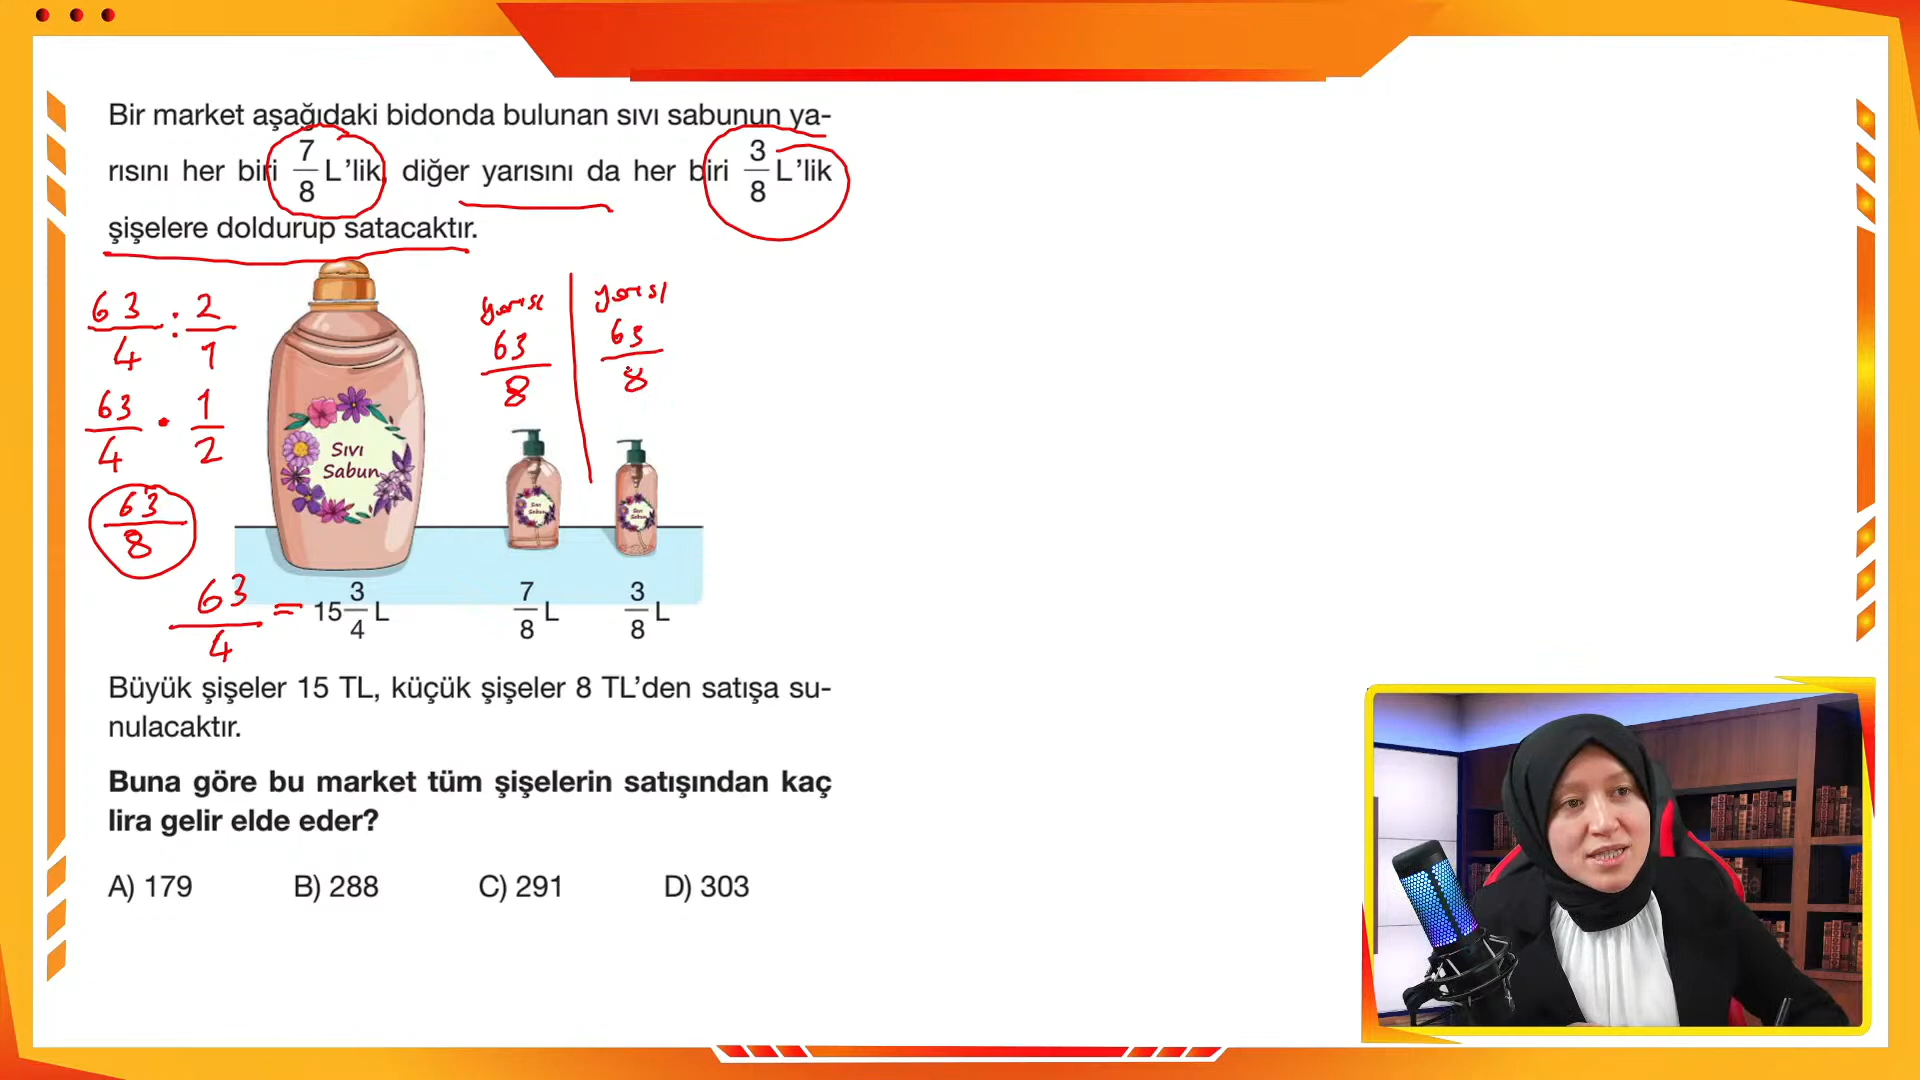 Bir market aşağıdaki bidonda bulunan sıvı sabunun ya-
rısını her biri 7/8 L’lik, diğer yarısını da her biri 3/8 L’lik
şişelere doldurup satacaktır.
63/4 : 2/1
63/4 · 1/2
63/8
yarısı
63/8
yarısı
63/8
Sıvı
Sabun
Sıvı
Sabun
Sıvı
Sabun
63/4 = 15 3/4 L
7/8 L
3/8 L
Büyük şişeler 15 TL, küçük şişeler 8 TL’den satışa su-
nulacaktır.
Buna göre bu market tüm şişelerin satışından kaç
lira gelir elde eder?
A) 179 B) 288 C) 291 D) 303